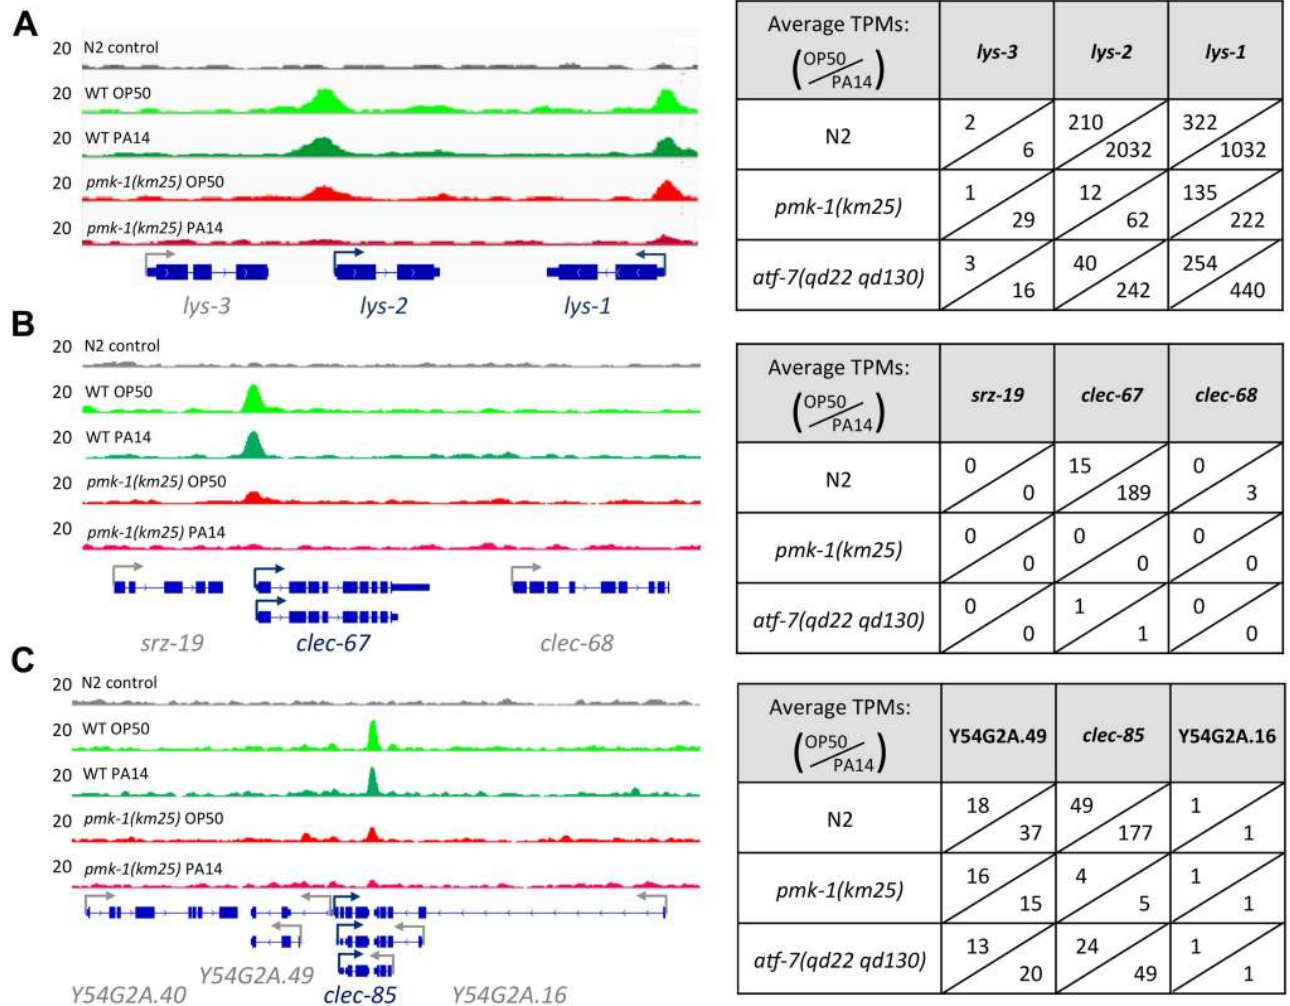 A
20 N2 control
20 WT OP50
20 WT PA14
20 pmk-1(km25) OP50
20 pmk-1(km25) PA14
lys-3 lys-2 lys-1
Average TPMs:
(OP50/PA14) lys-3 lys-2 lys-1
N2 2/6 210/2032 322/1032
pmk-1(km25) 1/29 12/62 135/222
atf-7(qd22 qd130) 3/16 40/242 254/440
B
20 N2 control
20 WT OP50
20 WT PA14
20 pmk-1(km25) OP50
20 pmk-1(km25) PA14
srz-19 clec-67 clec-68
Average TPMs:
(OP50/PA14) srz-19 clec-67 clec-68
N2 0/0 15/189 0/3
pmk-1(km25) 0/0 0/0 0/0
atf-7(qd22 qd130) 0/0 1/1 0/0
C
20 N2 control
20 WT OP50
20 WT PA14
20 pmk-1(km25) OP50
20 pmk-1(km25) PA14
Y54G2A.40 Y54G2A.49 clec-85 Y54G2A.16
Average TPMs:
(OP50/PA14) Y54G2A.49 clec-85 Y54G2A.16
N2 18/37 49/177 1/1
pmk-1(km25) 16/15 4/5 1/1
atf-7(qd22 qd130) 13/20 24/49 1/1